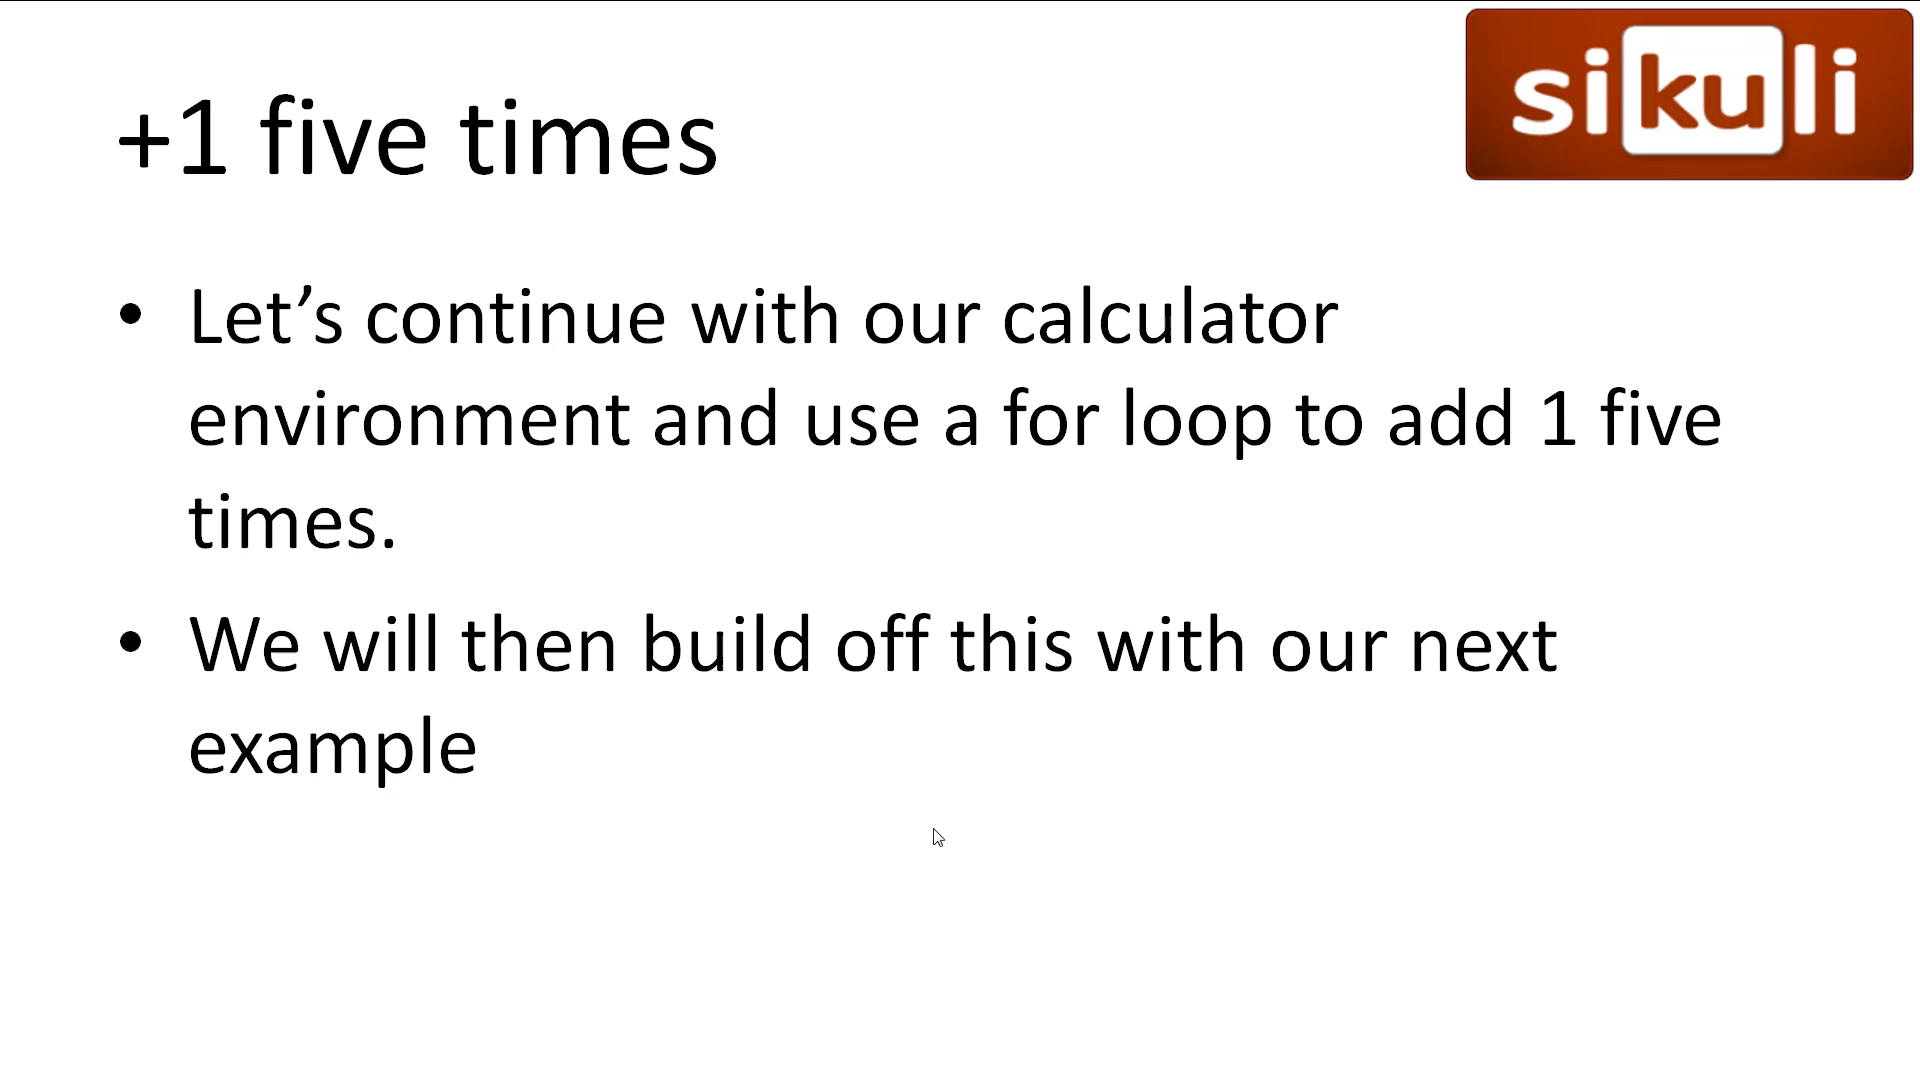 sikuli
+1 five times
• Let’s continue with our calculator
environment and use a for loop to add 1 five
times.
• We will then build off this with our next
example